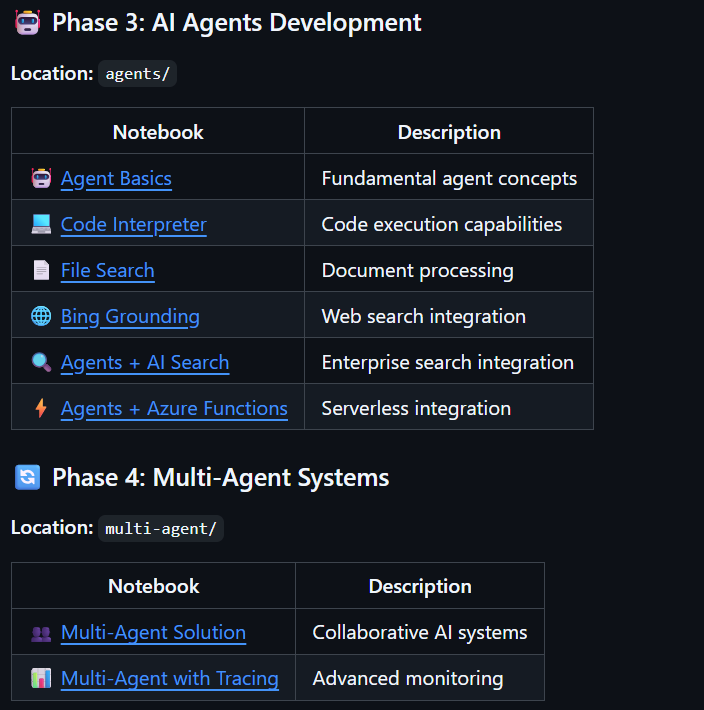 Phase 3: AI Agents Development
Location: agents/
Notebook Description
Agent Basics Fundamental agent concepts
Code Interpreter Code execution capabilities
File Search Document processing
Bing Grounding Web search integration
Agents + AI Search Enterprise search integration
Agents + Azure Functions Serverless integration
Phase 4: Multi-Agent Systems
Location: multi-agent/
Notebook Description
Multi-Agent Solution Collaborative AI systems
Multi-Agent with Tracing Advanced monitoring